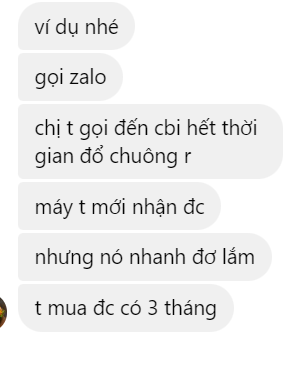 ví dụ nhé
gọi zalo
chị t gọi đến cbi hết thời
gian đổ chuông r
máy t mới nhận đc
nhưng nó nhanh đơ lắm
t mua đc có 3 tháng